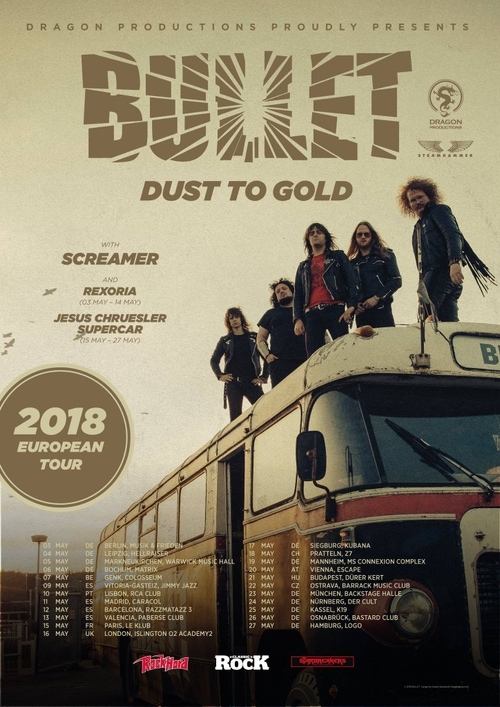 DRAGON PRODUCTIONS PROUDLY PRESENTS
BULLET
DRAGON
PRODUCTIONS
STEAMHAMMER
DUST TO GOLD
WITH
SCREAMER
AND
REXORIA
(03 MAY – 14 MAY)
JESUS CHRUESLER
SUPERCAR
(15 MAY – 27 MAY)
2018
EUROPEAN
TOUR
03 MAY DE BERLIN, MUSIK & FRIEDEN
04 MAY DE LEIPZIG, HELLRAISER
05 MAY DE MARKNEUKIRCHEN, WARWICK MUSIC HALL
06 MAY DE BOCHUM, MATRIX
07 MAY BE GENK, COLOSSEUM
09 MAY ES VITORIA-GASTEIZ, JIMMY JAZZ
10 MAY PT LISBON, RCA CLUB
11 MAY ES MADRID, CARACOL
12 MAY ES BARCELONA, RAZZMATAZZ 3
13 MAY ES VALENCIA, PABERSE CLUB
15 MAY FR PARIS, LE KLUB
16 MAY UK LONDON, ISLINGTON O2 ACADEMY2
17 MAY DE SIEGBURG, KUBANA
18 MAY CH PRATTELN, Z7
19 MAY DE MANNHEIM, MS CONNEXION COMPLEX
20 MAY AT VIENNA, ESCAPE
21 MAY HU BUDAPEST, DÜRER KERT
22 MAY CZ OSTRAVA, BARRACK MUSIC CLUB
23 MAY DE MÜNCHEN, BACKSTAGE HALLE
24 MAY DE NÜRNBERG, DER CULT
25 MAY DE KASSEL, K19
26 MAY DE OSNABRÜCK, BASTARD CLUB
27 MAY DE HAMBURG, LOGO
RockHard
CLASSIC
ROCK